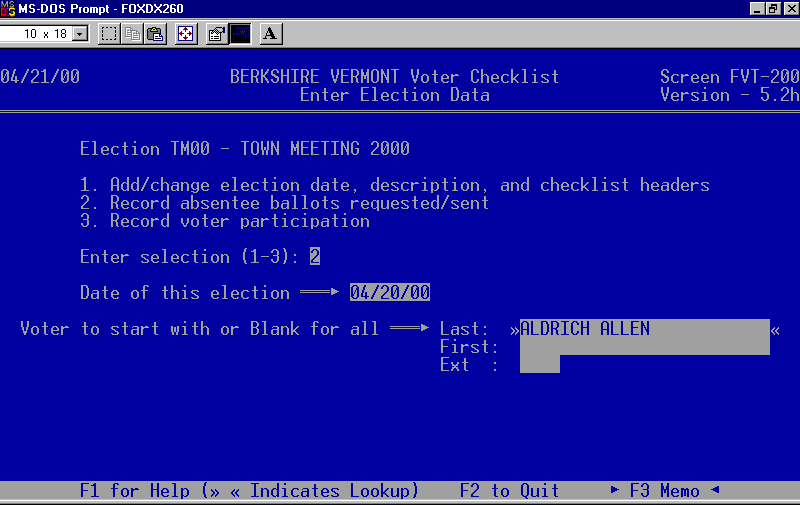 MS-DOS Prompt - FOXDX260
10 x 18
A
04/21/00 BERKSHIRE VERMONT Voter Checklist Screen FVT-200
Enter Election Data Version - 5.2h
Election TM00 - TOWN MEETING 2000
1. Add/change election date, description, and checklist headers
2. Record absentee ballots requested/sent
3. Record voter participation
Enter selection (1-3): 2
Date of this election ═══► 04/20/00
Voter to start with or Blank for all ═══► Last: »ALDRICH ALLEN «
First:
Ext :
F1 for Help (» « Indicates Lookup) F2 to Quit ► F3 Memo ◄